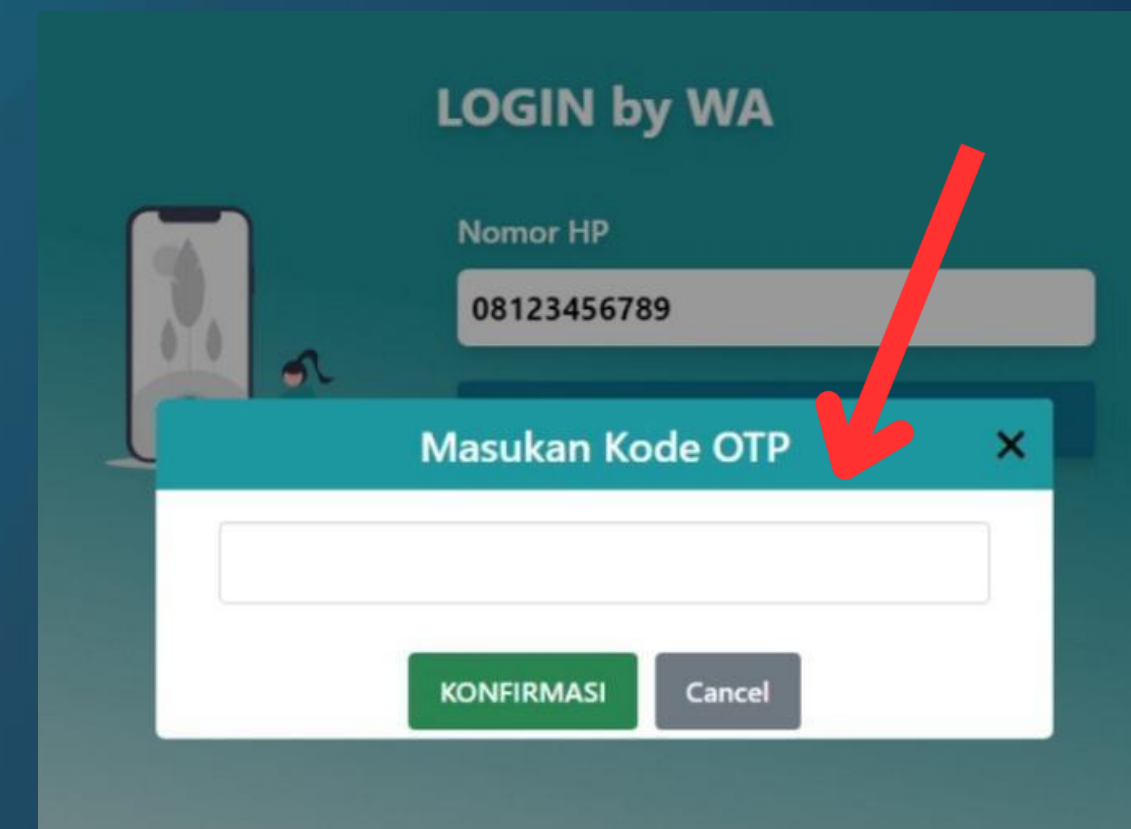 LOGIN by WA
Nomor HP
08123456789
Masukan Kode OTP
KONFIRMASI
Cancel